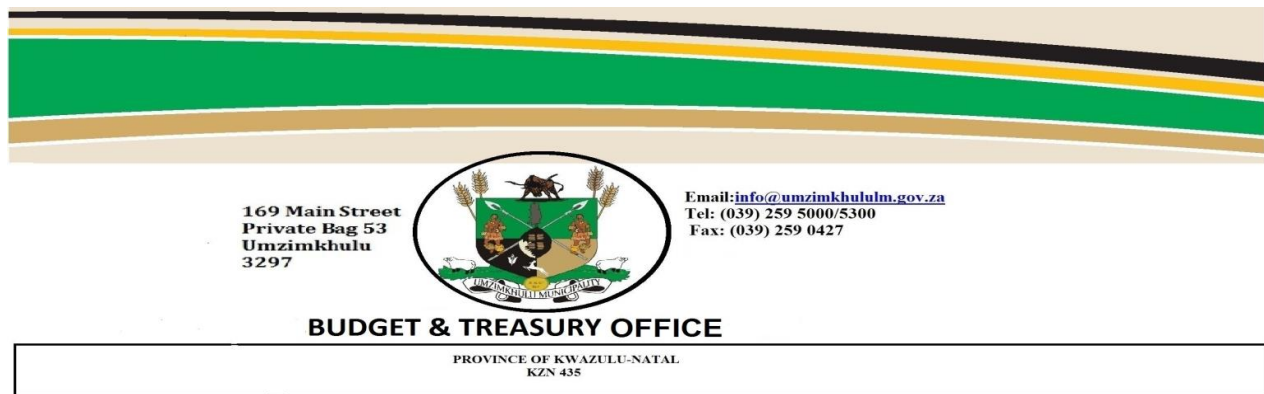 169 Main Street
Private Bag 53
Umzimkhulu
3297
Email:info@umzimkhululm.gov.za
Tel: (039) 259 5000/5300
Fax: (039) 259 0427
UMZIMKHULU MUNICIPALITY
BUDGET & TREASURY OFFICE
PROVINCE OF KWAZULU-NATAL
KZN 435